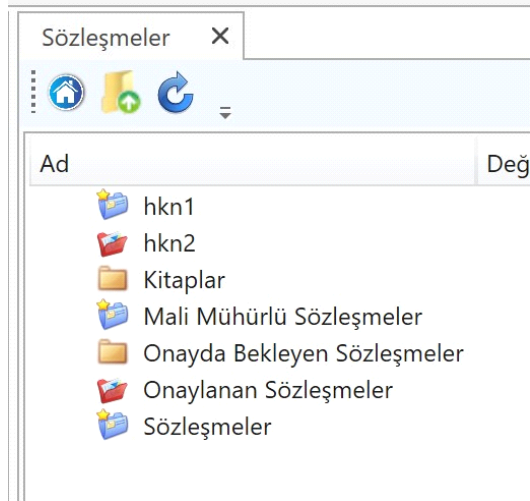 Sözleşmeler
Ad
Değ
hkn1
hkn2
Kitaplar
Mali Mühürlü Sözleşmeler
Onayda Bekleyen Sözleşmeler
Onaylanan Sözleşmeler
Sözleşmeler